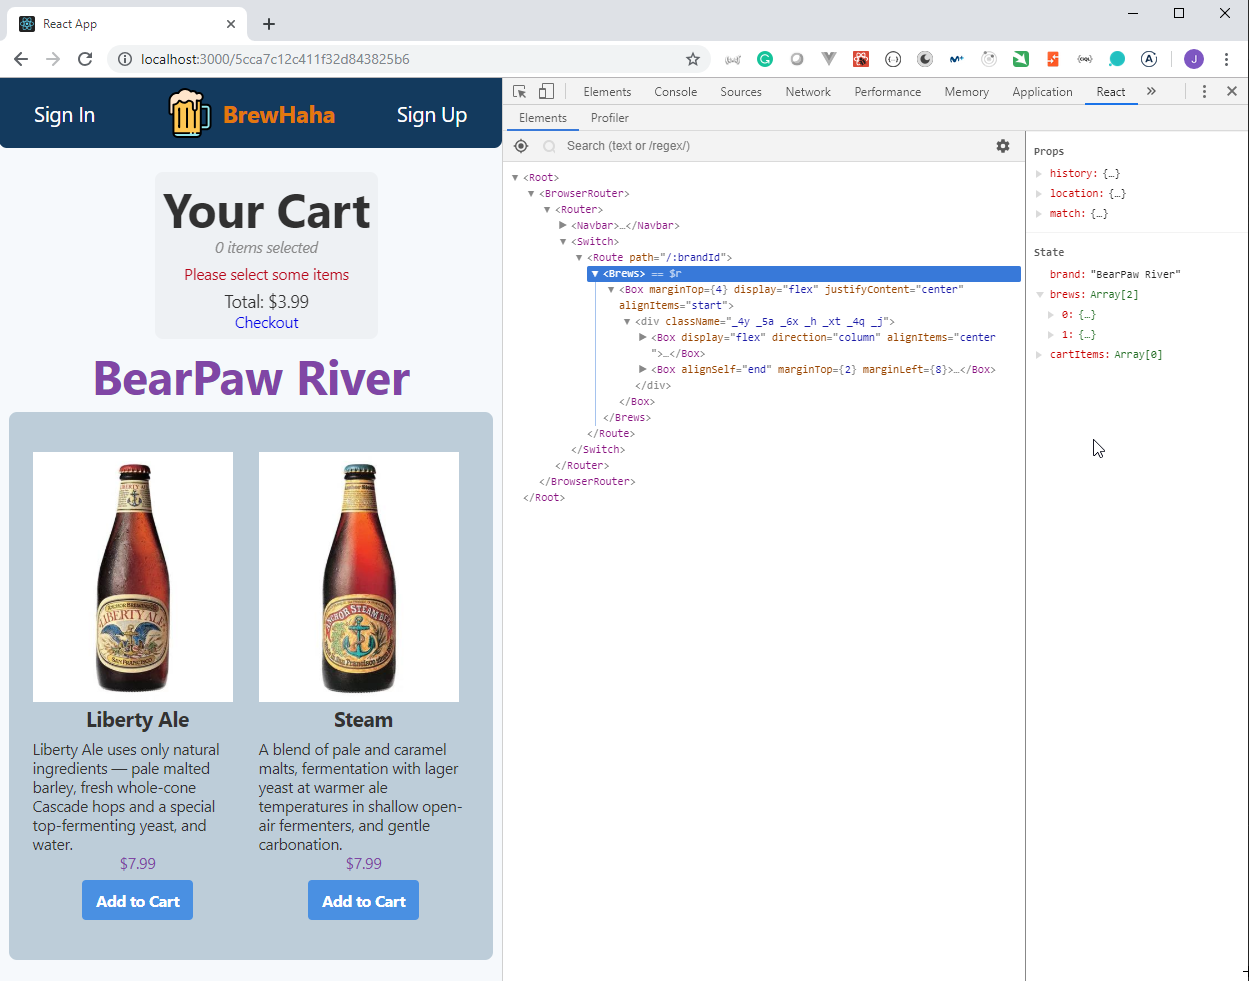 React App
localhost:3000/5cca7c12c411f32d843825b6
Sign In
BrewHaha
Sign Up
Your Cart
0 items selected
Please select some items
Total: $3.99
Checkout
BearPaw River
LIBERTY ALE
SAN FRANCISCO
ANCHOR STEAM BEER
Liberty Ale
Liberty Ale uses only natural
ingredients — pale malted
barley, fresh whole-cone
Cascade hops and a special
top-fermenting yeast, and
water.
$7.99
Add to Cart
Steam
A blend of pale and caramel
malts, fermentation with lager
yeast at warmer ale
temperatures in shallow open-
air fermenters, and gentle
carbonation.
$7.99
Add to Cart
Elements Console Sources Network Performance Memory Application React »
Elements Profiler
Search (text or /regex/)
<Root>
<BrowserRouter>
<Router>
<Navbar>…</Navbar>
<Switch>
<Route path="/:brandId">
<Brews> == $r
<Box marginTop={4} display="flex" justifyContent="center"
alignItems="start">
<div className="_4y _5a _6x _h _xt _4q _j">
<Box display="flex" direction="column" alignItems="center
">…</Box>
<Box alignSelf="end" marginTop={2} marginLeft={8}>…</Box>
</div>
</Box>
</Brews>
</Route>
</Switch>
</Router>
</BrowserRouter>
</Root>
Props
history: {…}
location: {…}
match: {…}
State
brand: "BearPaw River"
brews: Array[2]
0: {…}
1: {…}
cartItems: Array[0]
J